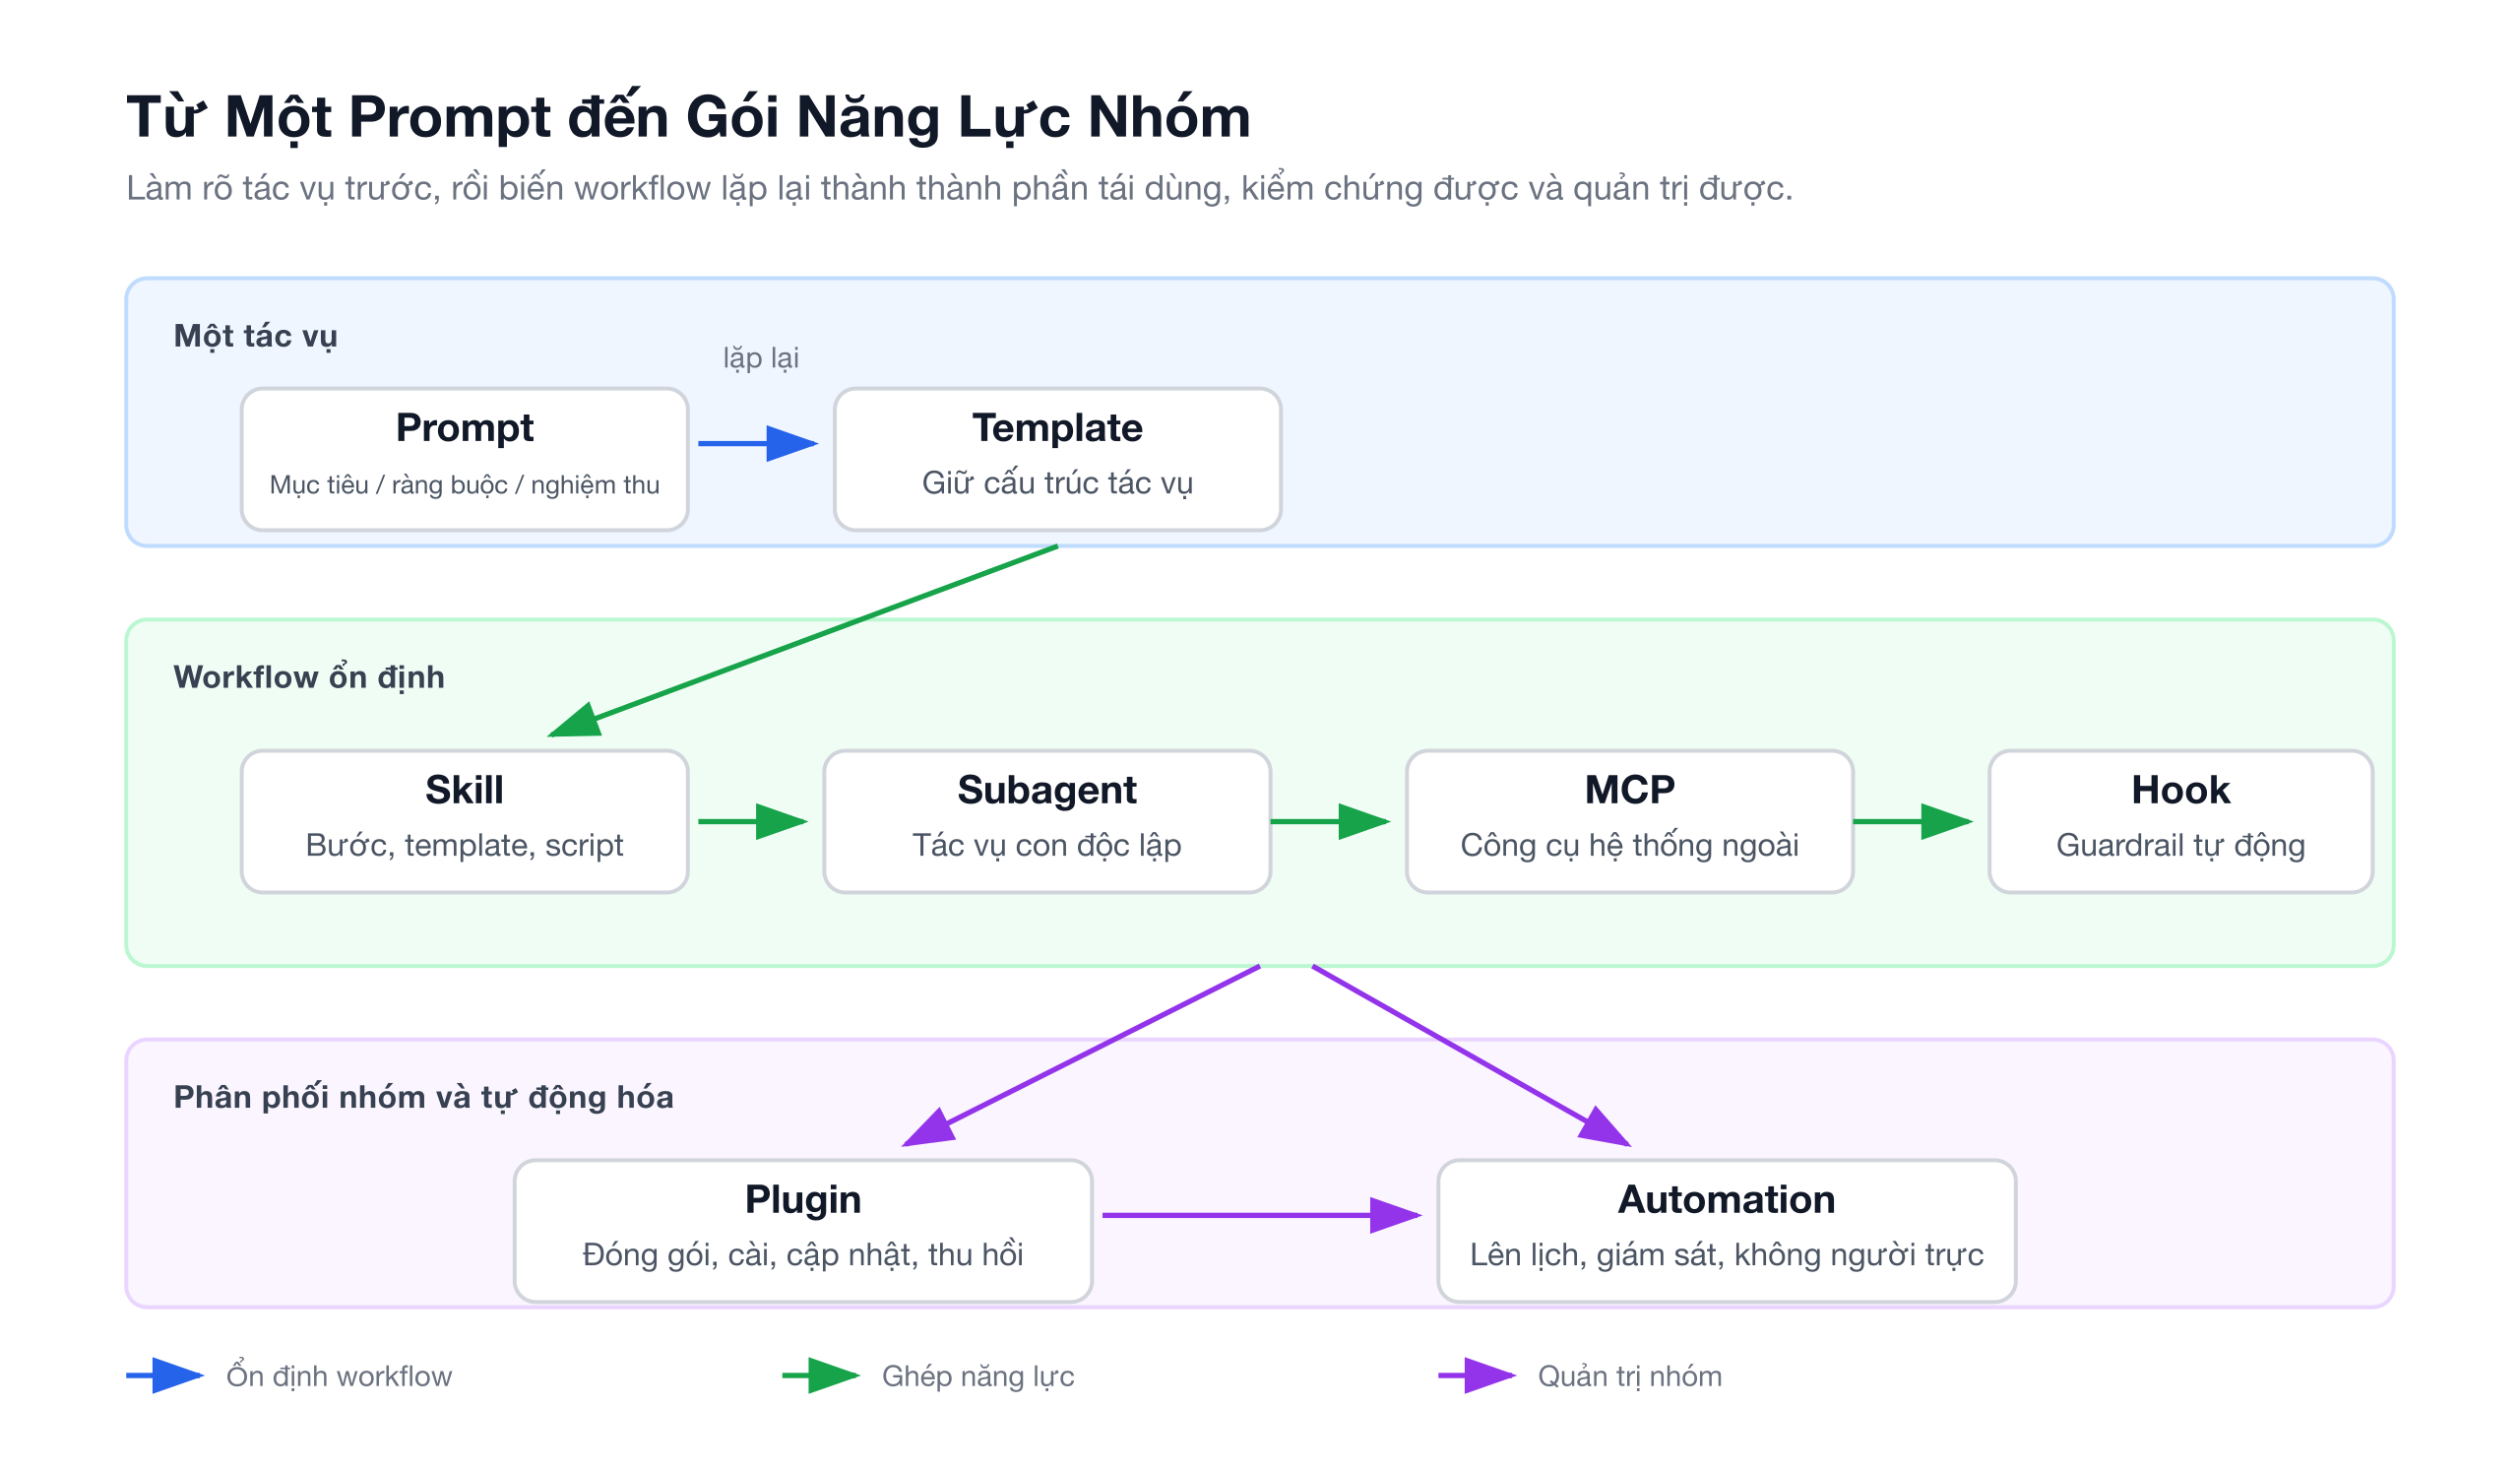 Từ Một Prompt đến Gói Năng Lực Nhóm
Làm rõ tác vụ trước, rồi biến workflow lặp lại thành thành phần tái dùng, kiểm chứng được và quản trị được.
Một tác vụ
lặp lại
Prompt
Mục tiêu / ràng buộc / nghiệm thu
Template
Giữ cấu trúc tác vụ
Workflow ổn định
Skill
Bước, template, script
Subagent
Tác vụ con độc lập
MCP
Công cụ hệ thống ngoài
Hook
Guardrail tự động
Phân phối nhóm và tự động hóa
Plugin
Đóng gói, cài, cập nhật, thu hồi
Automation
Lên lịch, giám sát, không người trực
Ổn định workflow
Ghép năng lực
Quản trị nhóm